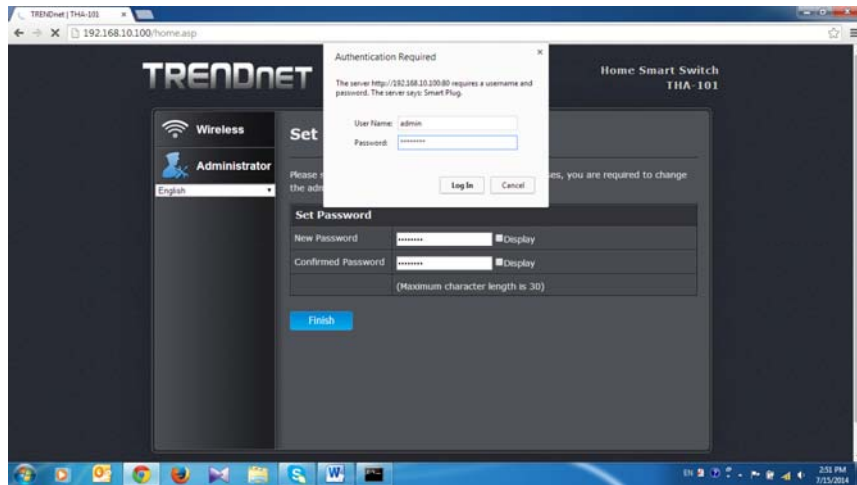 TRENDnet | THA-101
192.168.10.100/home.asp
TRENDNET
Home Smart Switch
THA-101
Authentication Required
The server http://192.168.10.100:80 requires a username and
password. The server says: Smart Plug.
User Name: admin
Password: ********
Log In Cancel
Wireless
Administrator
English
Set
Please
ses, you are required to change
the adm
Set Password
New Password ••••••••• Display
Confirmed Password ••••••••• Display
(Maximum character length is 30)
Finish
EN
2:51 PM
7/15/2014